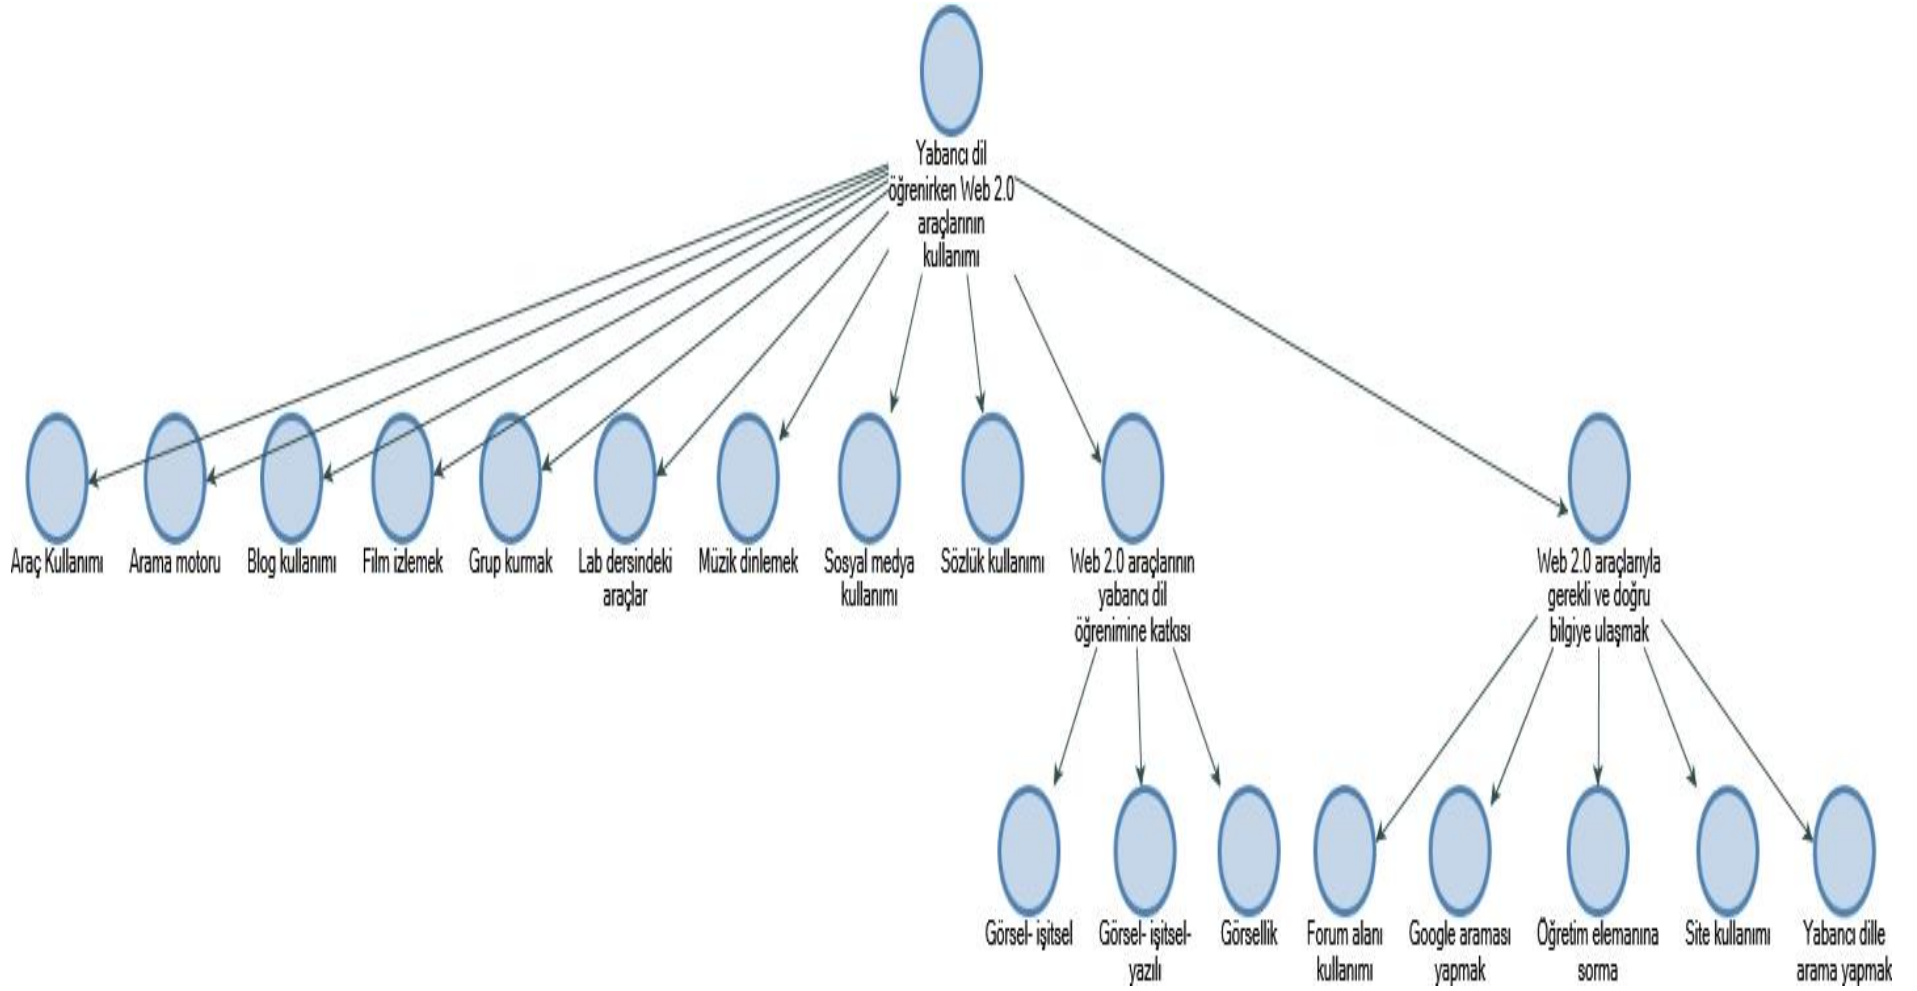 Yabancı dil
öğrenirken Web 2.0
araçlarının
kullanımı
Araç Kullanımı
Arama motoru
Blog kullanımı
Film izlemek
Grup kurmak
Lab dersindeki
araçlar
Müzik dinlemek
Sosyal medya
kullanımı
Sözlük kullanımı
Web 2.0 araçlarının
yabancı dil
öğrenimine katkısı
Web 2.0 araçlarıyla
gerekli ve doğru
bilgiye ulaşmak
Görsel- işitsel
Görsel- işitsel-
yazılı
Görsellik
Forum alanı
kullanımı
Google araması
yapmak
Öğretim elemanına
sorma
Site kullanımı
Yabancı dille
arama yapmak